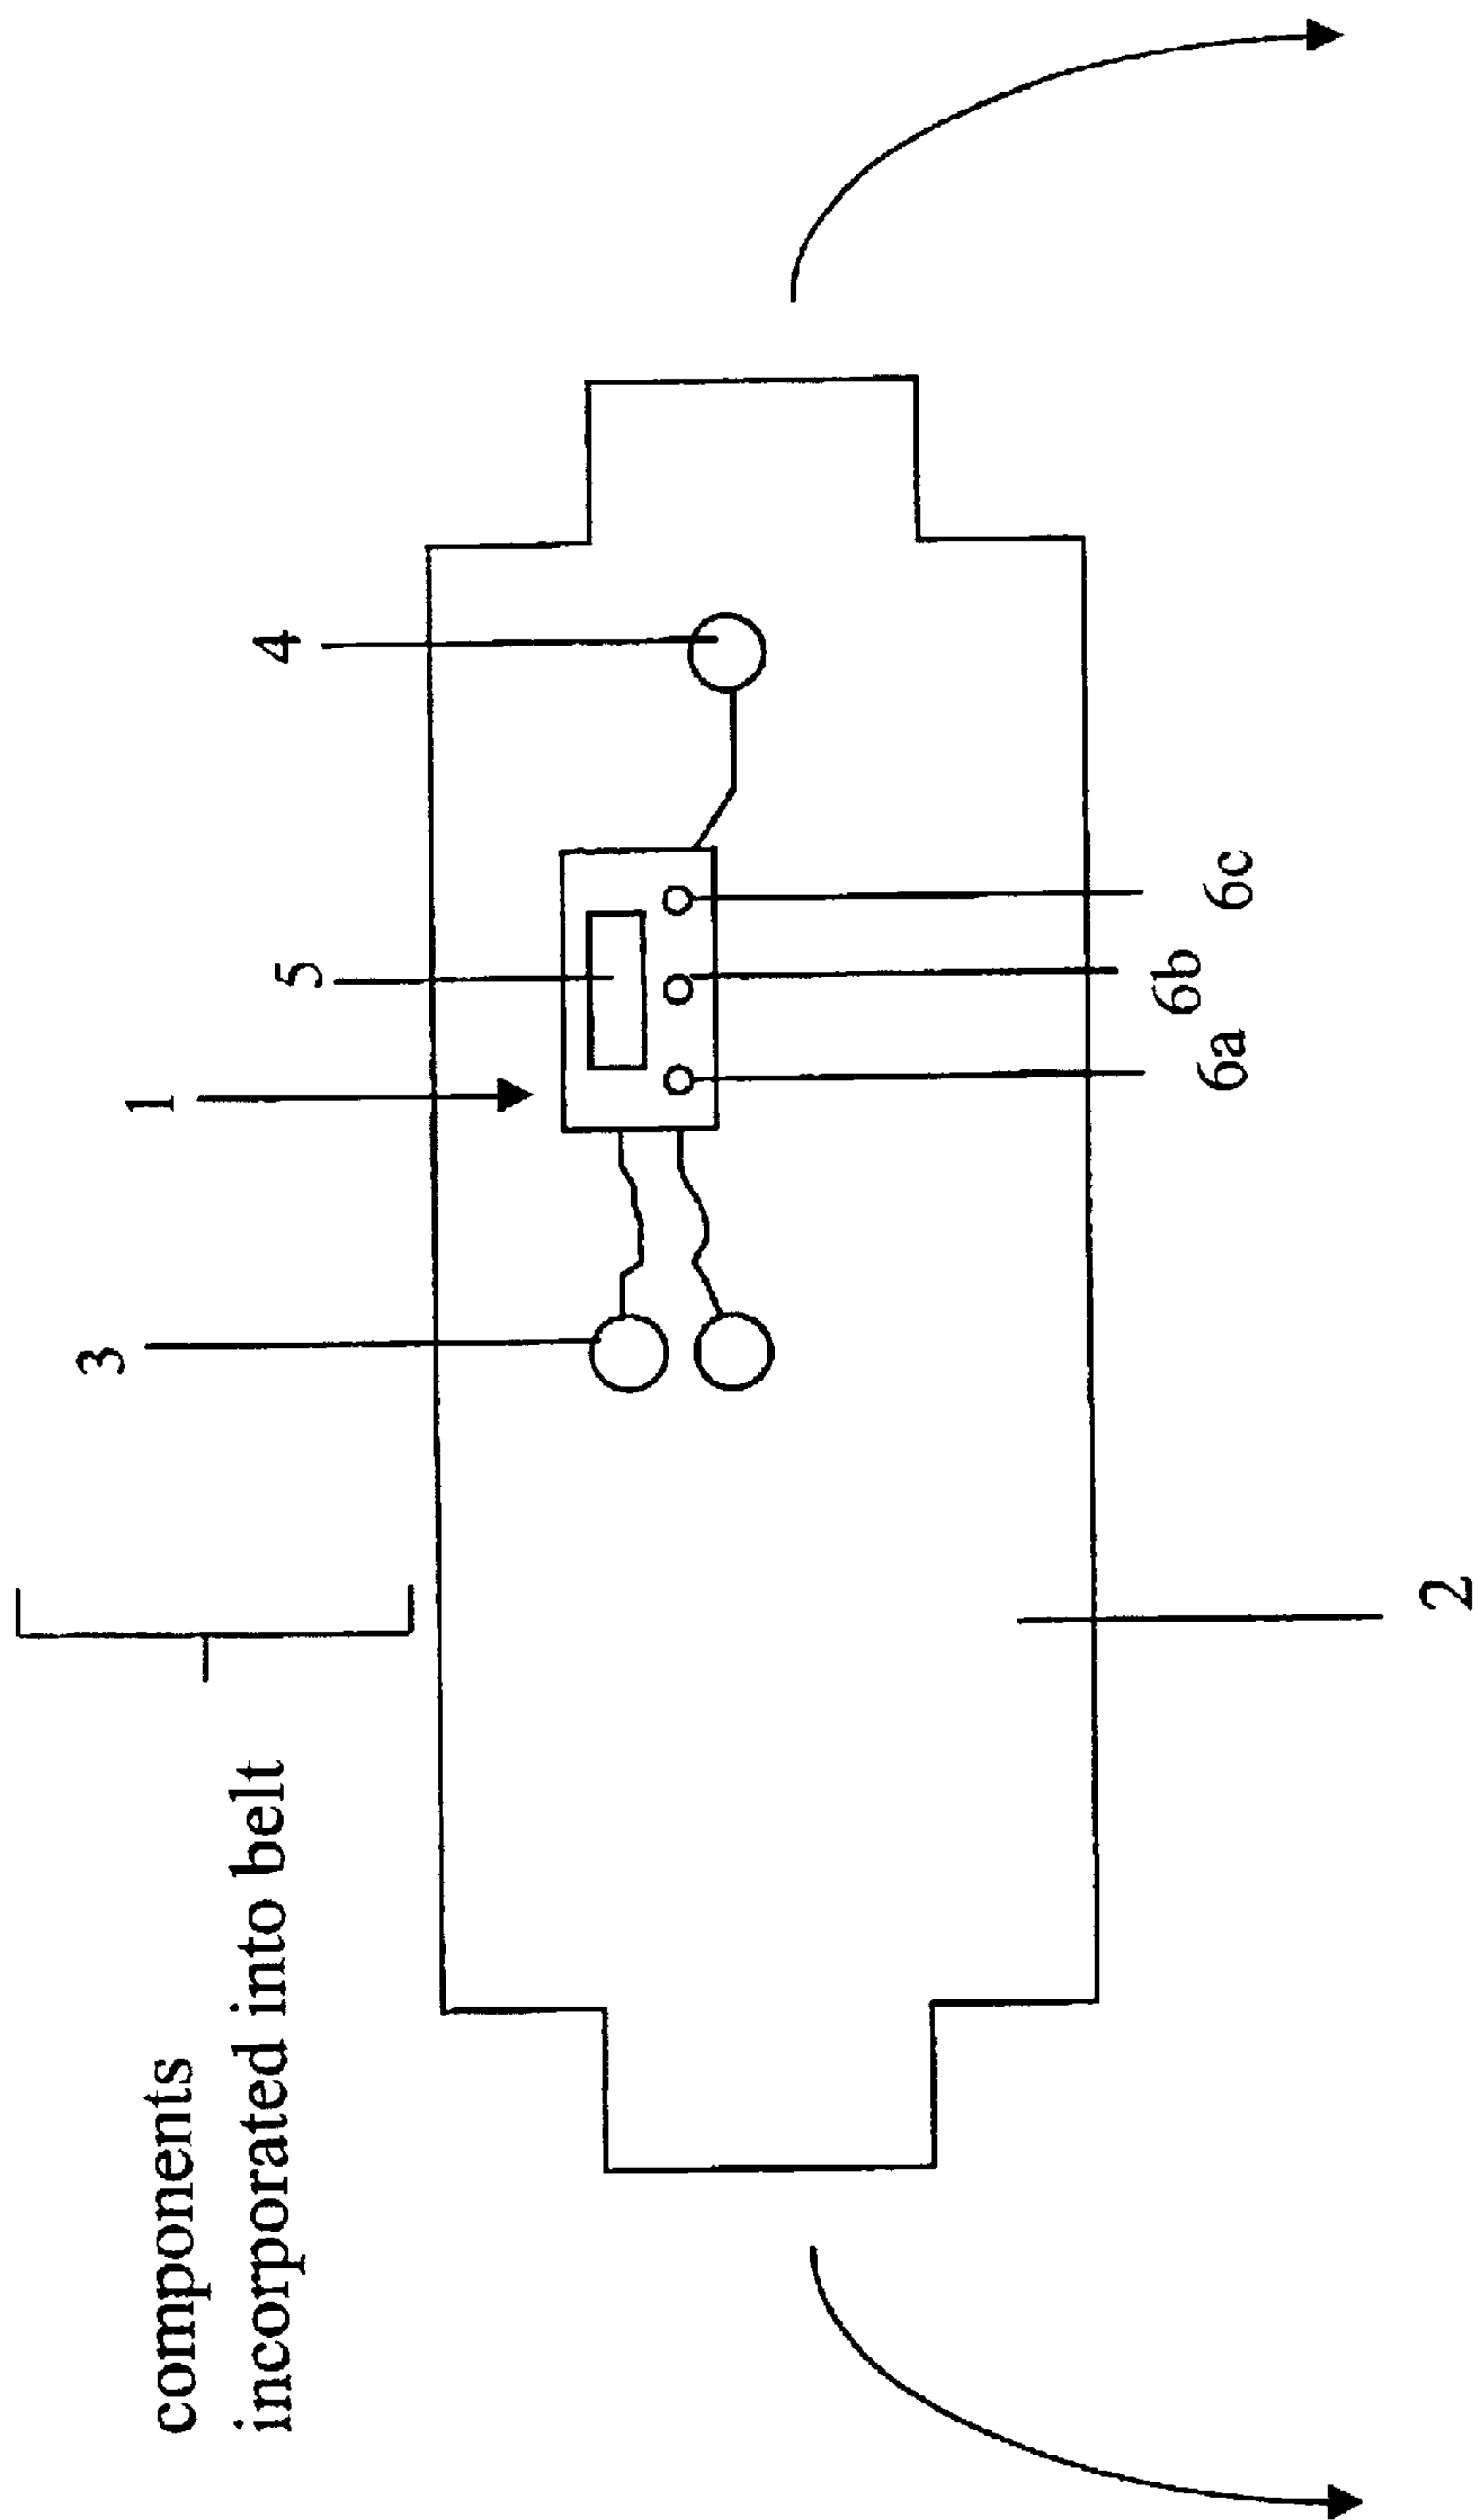 components
incorporated into belt
3
1
5
4
6a
6b
6c
2